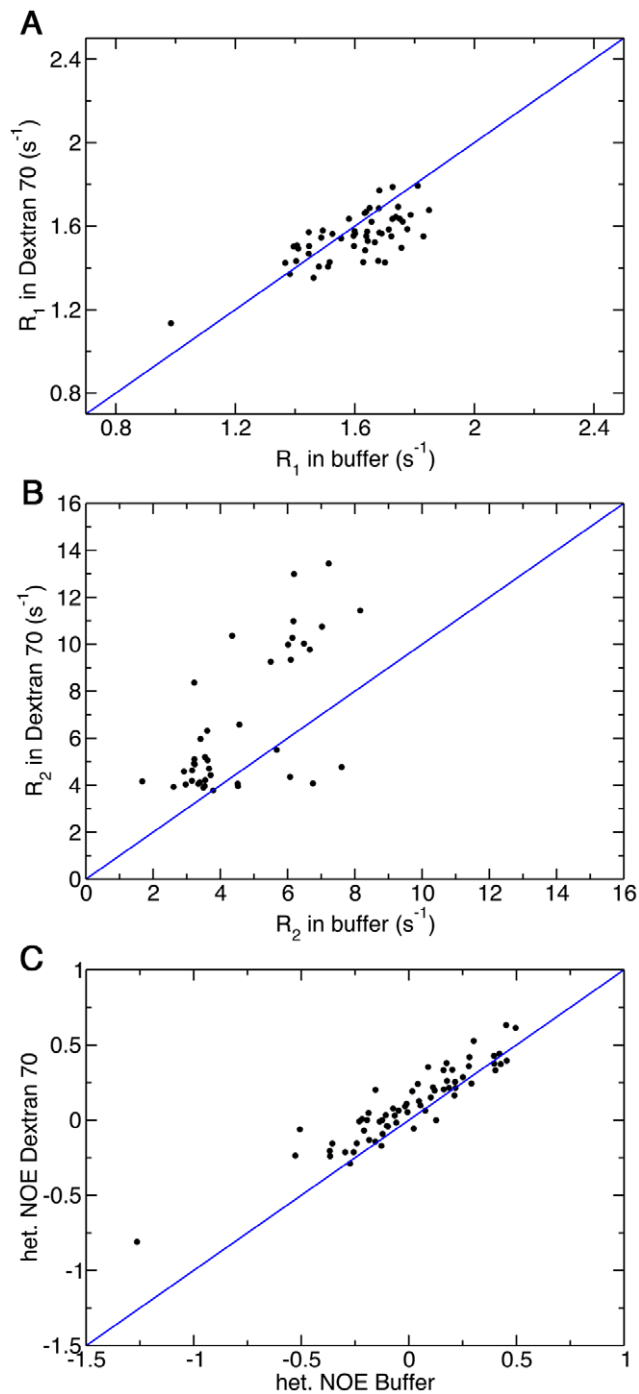 A
2.4
2
1.6
1.2
0.8
R1 in Dextran 70 (s-1)
0.8 1.2 1.6 2 2.4
R1 in buffer (s-1)
B
16
14
12
10
8
6
4
2
0
R2 in Dextran 70 (s-1)
0 2 4 6 8 10 12 14 16
R2 in buffer (s-1)
C
1
0.5
0
-0.5
-1
-1.5
het. NOE Dextran 70
-1.5 -1 -0.5 0 0.5 1
het. NOE Buffer